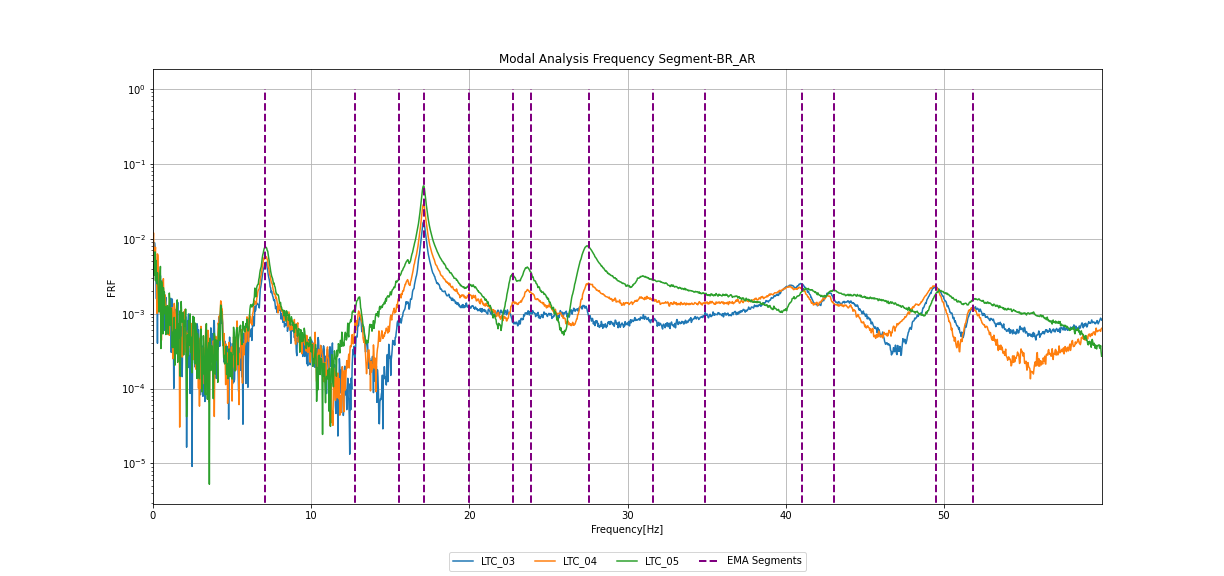 Modal Analysis Frequency Segment-BR_AR
FRF
10⁰
10⁻¹
10⁻²
10⁻³
10⁻⁴
10⁻⁵
0 10 20 30 40 50
Frequency[Hz]
LTC_03 LTC_04 LTC_05 EMA Segments